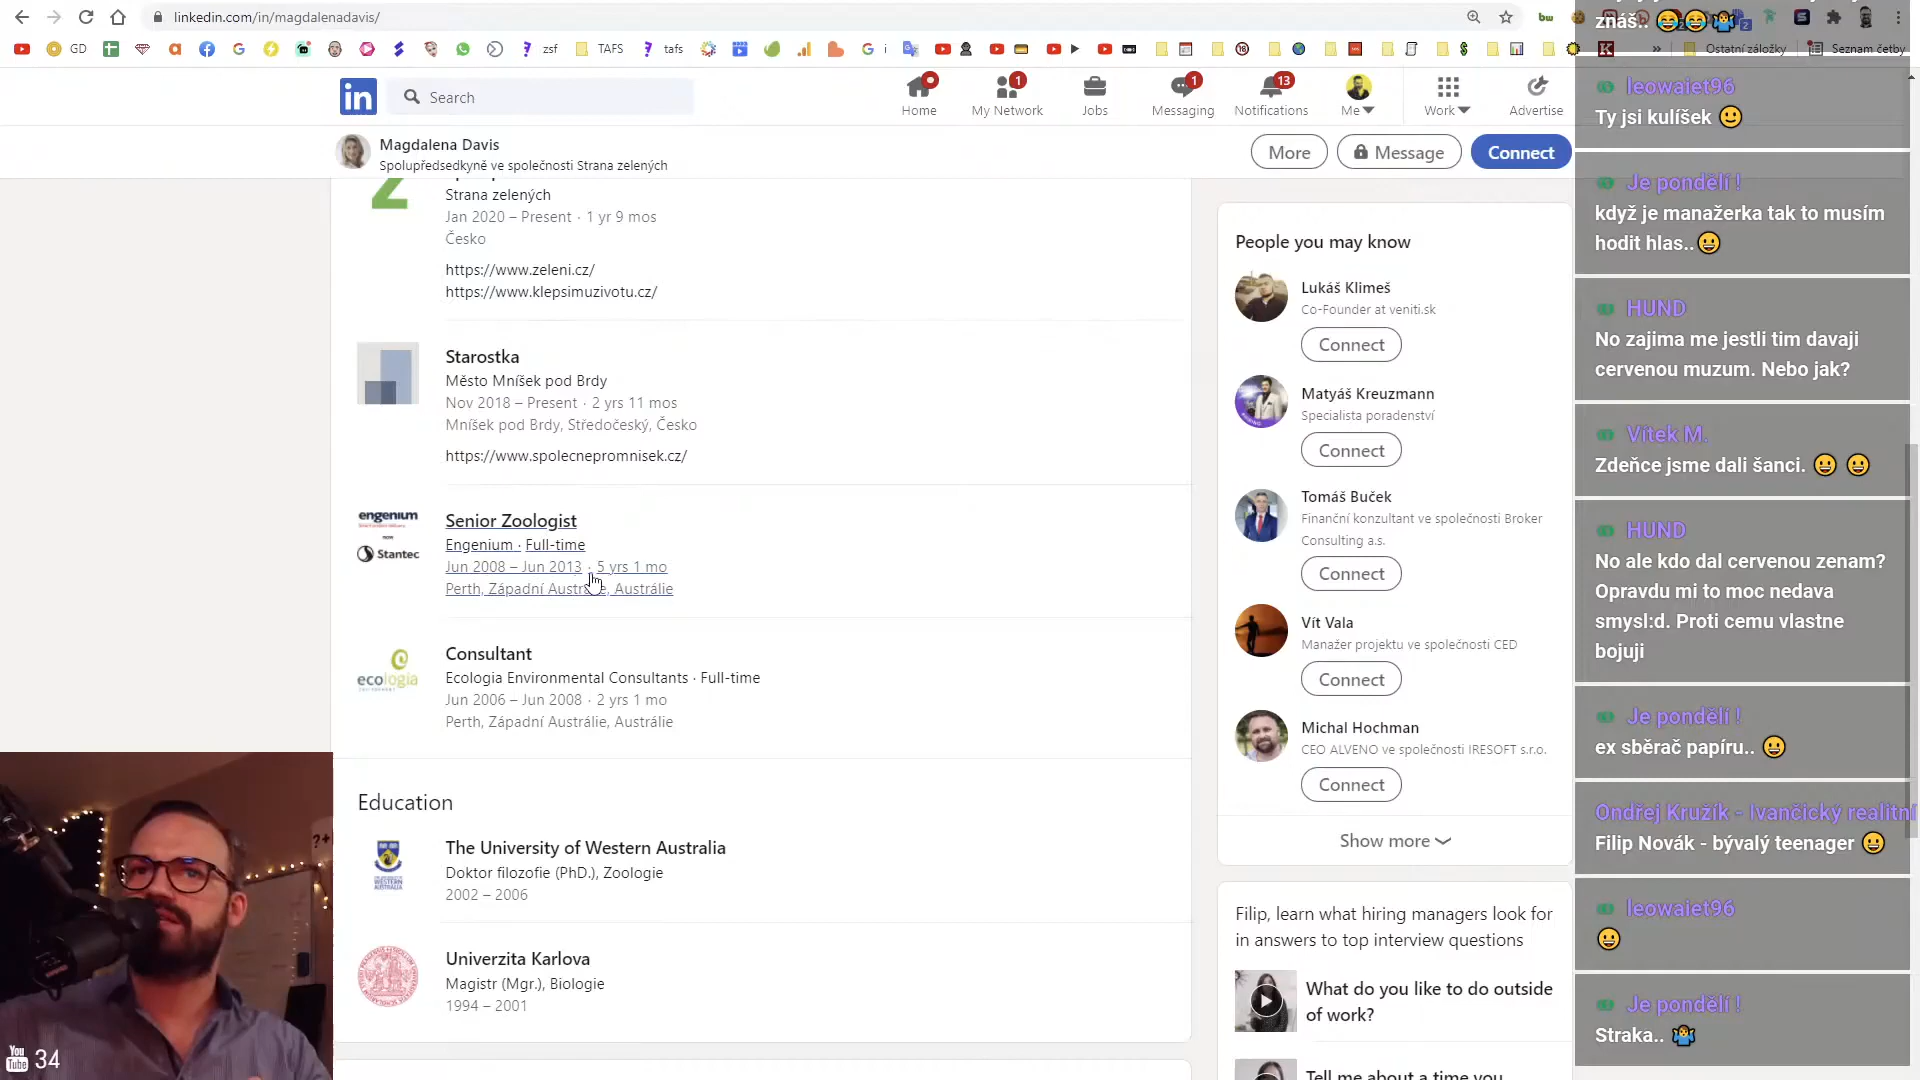 linkedin.com/in/magdalenadavis/
GD
zsf
TAFS
tafs
G i
Ostatní záložky
Seznam četby
in
Search
Home
1
My Network
Jobs
1
Messaging
13
Notifications
Me
Work
Advertise
Magdalena Davis
Spolupředsedkyně ve společnosti Strana zelených
More
Message
Connect
Strana zelených
Jan 2020 – Present · 1 yr 9 mos
Česko
https://www.zeleni.cz/
https://www.klepsimuzivotu.cz/
Starostka
Město Mníšek pod Brdy
Nov 2018 – Present · 2 yrs 11 mos
Mníšek pod Brdy, Středočeský, Česko
https://www.spolecnepromnisek.cz/
engenium
now
Stantec
Senior Zoologist
Engenium · Full-time
Jun 2008 – Jun 2013 · 5 yrs 1 mo
Perth, Západní Austrálie, Austrálie
ecologia
Consultant
Ecologia Environmental Consultants · Full-time
Jun 2006 – Jun 2008 · 2 yrs 1 mo
Perth, Západní Austrálie, Austrálie
Education
The University of Western Australia
Doktor filozofie (PhD.), Zoologie
2002 – 2006
Univerzita Karlova
Magistr (Mgr.), Biologie
1994 – 2001
People you may know
Lukáš Klimeš
Co-Founder at veniti.sk
Connect
Matyáš Kreuzmann
Specialista poradenství
Connect
Tomáš Buček
Finanční konzultant ve společnosti Broker
Consulting a.s.
Connect
Vít Vala
Manažer projektu ve společnosti CED
Connect
Michal Hochman
CEO ALVENO ve společnosti IRESOFT s.r.o.
Connect
Show more
Filip, learn what hiring managers look for
in answers to top interview questions
What do you like to do outside
of work?
Tell me about a time you
znáš.. 😂😂🤷‍♂️
leowaiet96
Ty jsi kulíšek 🙂
Je pondělí !
když je manažerka tak to musím
hodit hlas..😀
HUND
No zajima me jestli tim davaji
cervenou muzum. Nebo jak?
Vítek M.
Zdeňce jsme dali šanci. 😀 😀
HUND
No ale kdo dal cervenou zenam?
Opravdu mi to moc nedava
smysl:d. Proti cemu vlastne
bojuji
Je pondělí !
ex sběrač papíru.. 😀
Ondřej Kružík - Ivančický realitní
Filip Novák - bývalý teenager 😀
leowaiet96
😀
Je pondělí !
Straka.. 🤷‍♂️
You
Tube
34